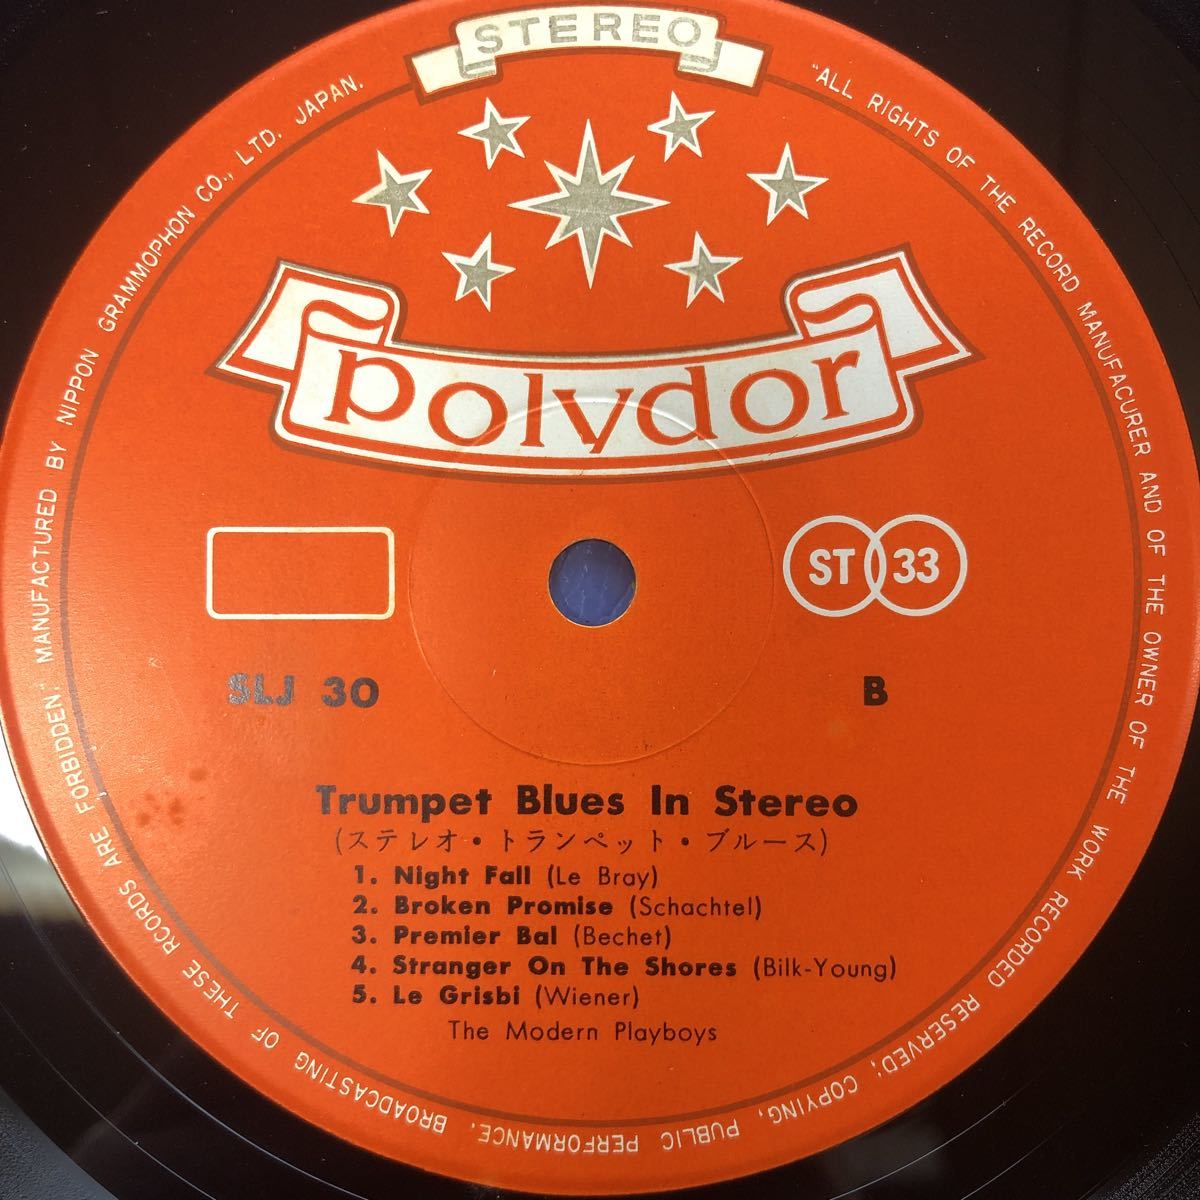 STEREO
polydor
ST 33
SLJ 30
B
Trumpet Blues In Stereo
(ステレオ・トランペット・ブルース)
1. Night Fall (Le Bray)
2. Broken Promise (Schachtel)
3. Premier Bal (Bechet)
4. Stranger On The Shores (Bilk-Young)
5. Le Grisbi (Wiener)
The Modern Playboys
"ALL RIGHTS OF THE RECORD MANUFACURER AND OF THE OWNER OF THE WORK RECORDED RESERVED; COPYING, PUBLIC PERFORMANCE, BROADCASTING OF THESE RCORDS ARE FORBIDDEN." MANUFACTURED BY NIPPON GRAMMOPHON CO., LTD. JAPAN.